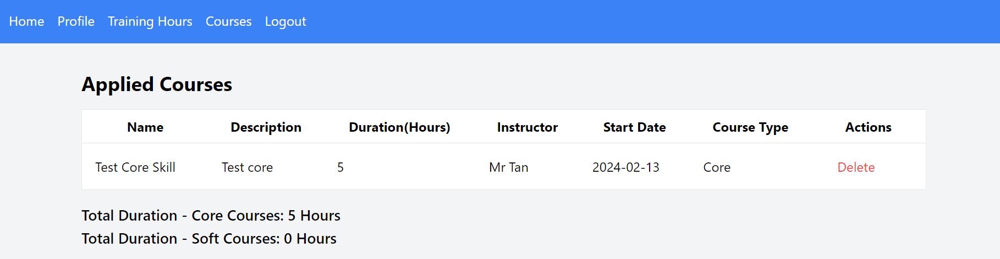 Home Profile Training Hours Courses Logout
Applied Courses
Name Description Duration(Hours) Instructor Start Date Course Type Actions
Test Core Skill Test core 5 Mr Tan 2024-02-13 Core Delete
Total Duration - Core Courses: 5 Hours
Total Duration - Soft Courses: 0 Hours